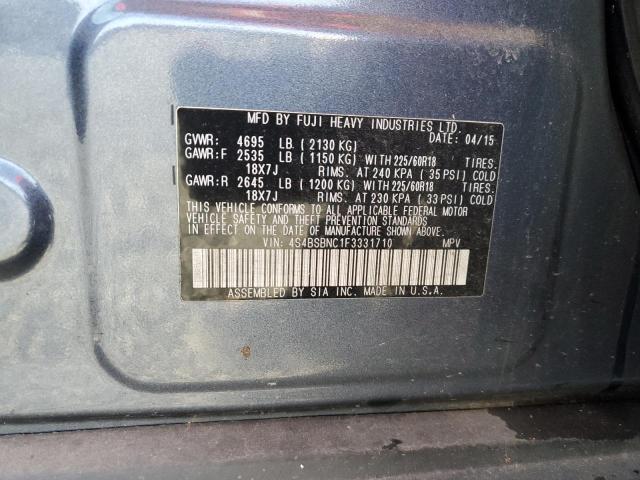 MFD BY FUJI HEAVY INDUSTRIES LTD.
DATE: 04/15
GVWR: 4695 LB. ( 2130 KG)
GAWR:F 2535 LB ( 1150 KG) WITH 225/60R18 TIRES.
18X7J RIMS. AT 240 KPA ( 35 PSI) COLD
GAWR:R 2645 LB ( 1200 KG) WITH 225/60R18 TIRES.
18X7J RIMS. AT 230 KPA ( 33 PSI) COLD
THIS VEHICLE CONFORMS TO ALL APPLICABLE FEDERAL MOTOR
VEHICLE SAFETY AND THEFT PREVENTION STANDARDS
IN EFFECT ON THE DATE OF MANUFACTURE SHOWN ABOVE.
VIN: 4S4BSBNC1F3331710 MPV
ASSEMBLED BY SIA INC. MADE IN U.S.A.